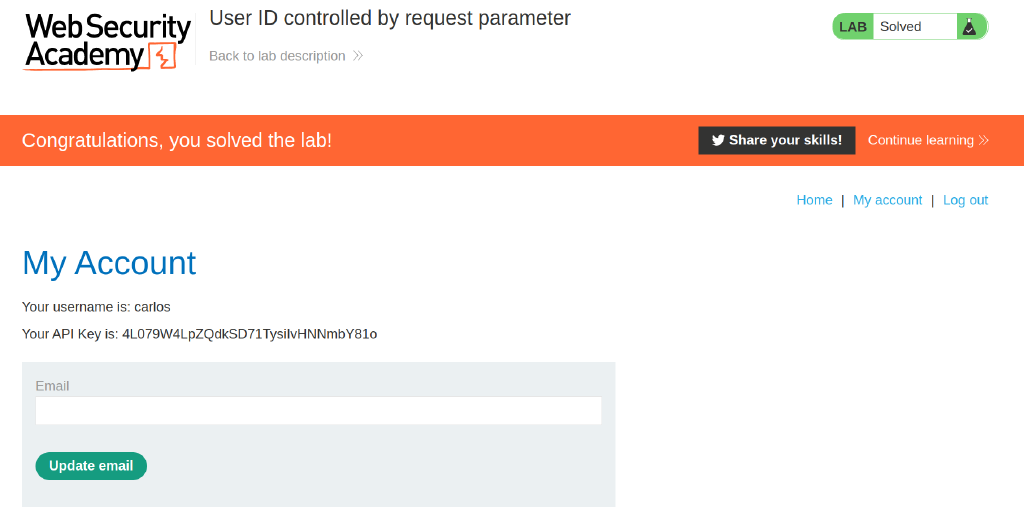 Web Security
Academy
User ID controlled by request parameter
Back to lab description
LAB Solved
Congratulations, you solved the lab!
Share your skills!
Continue learning
Home | My account | Log out
My Account
Your username is: carlos
Your API Key is: 4L079W4LpZQdkSD71TysilvHNNmbY81o
Email
Update email